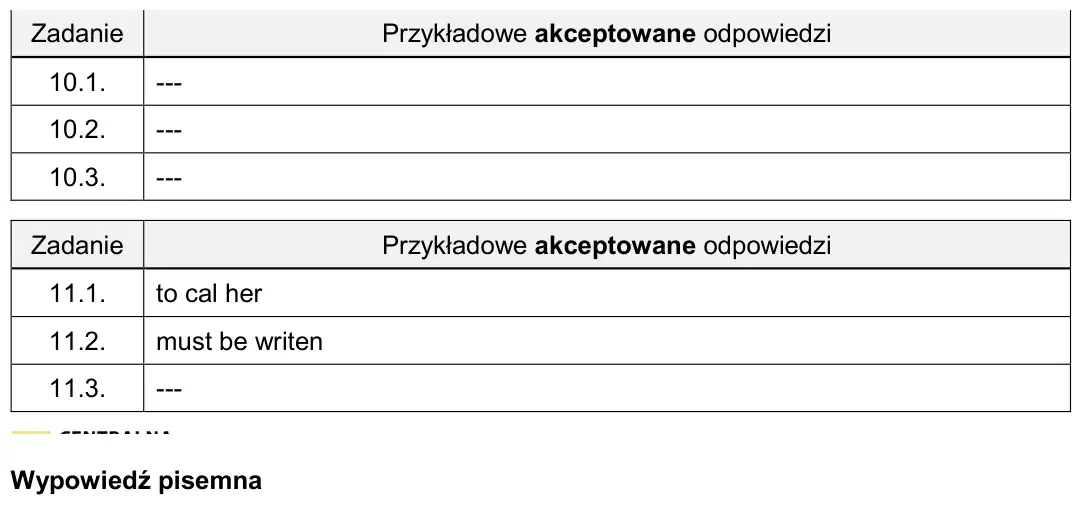 Zadanie Przykładowe akceptowane odpowiedzi
10.1. ---
10.2. ---
10.3. ---
Zadanie Przykładowe akceptowane odpowiedzi
11.1. to cal her
11.2. must be writen
11.3. ---
Wypowiedź pisemna